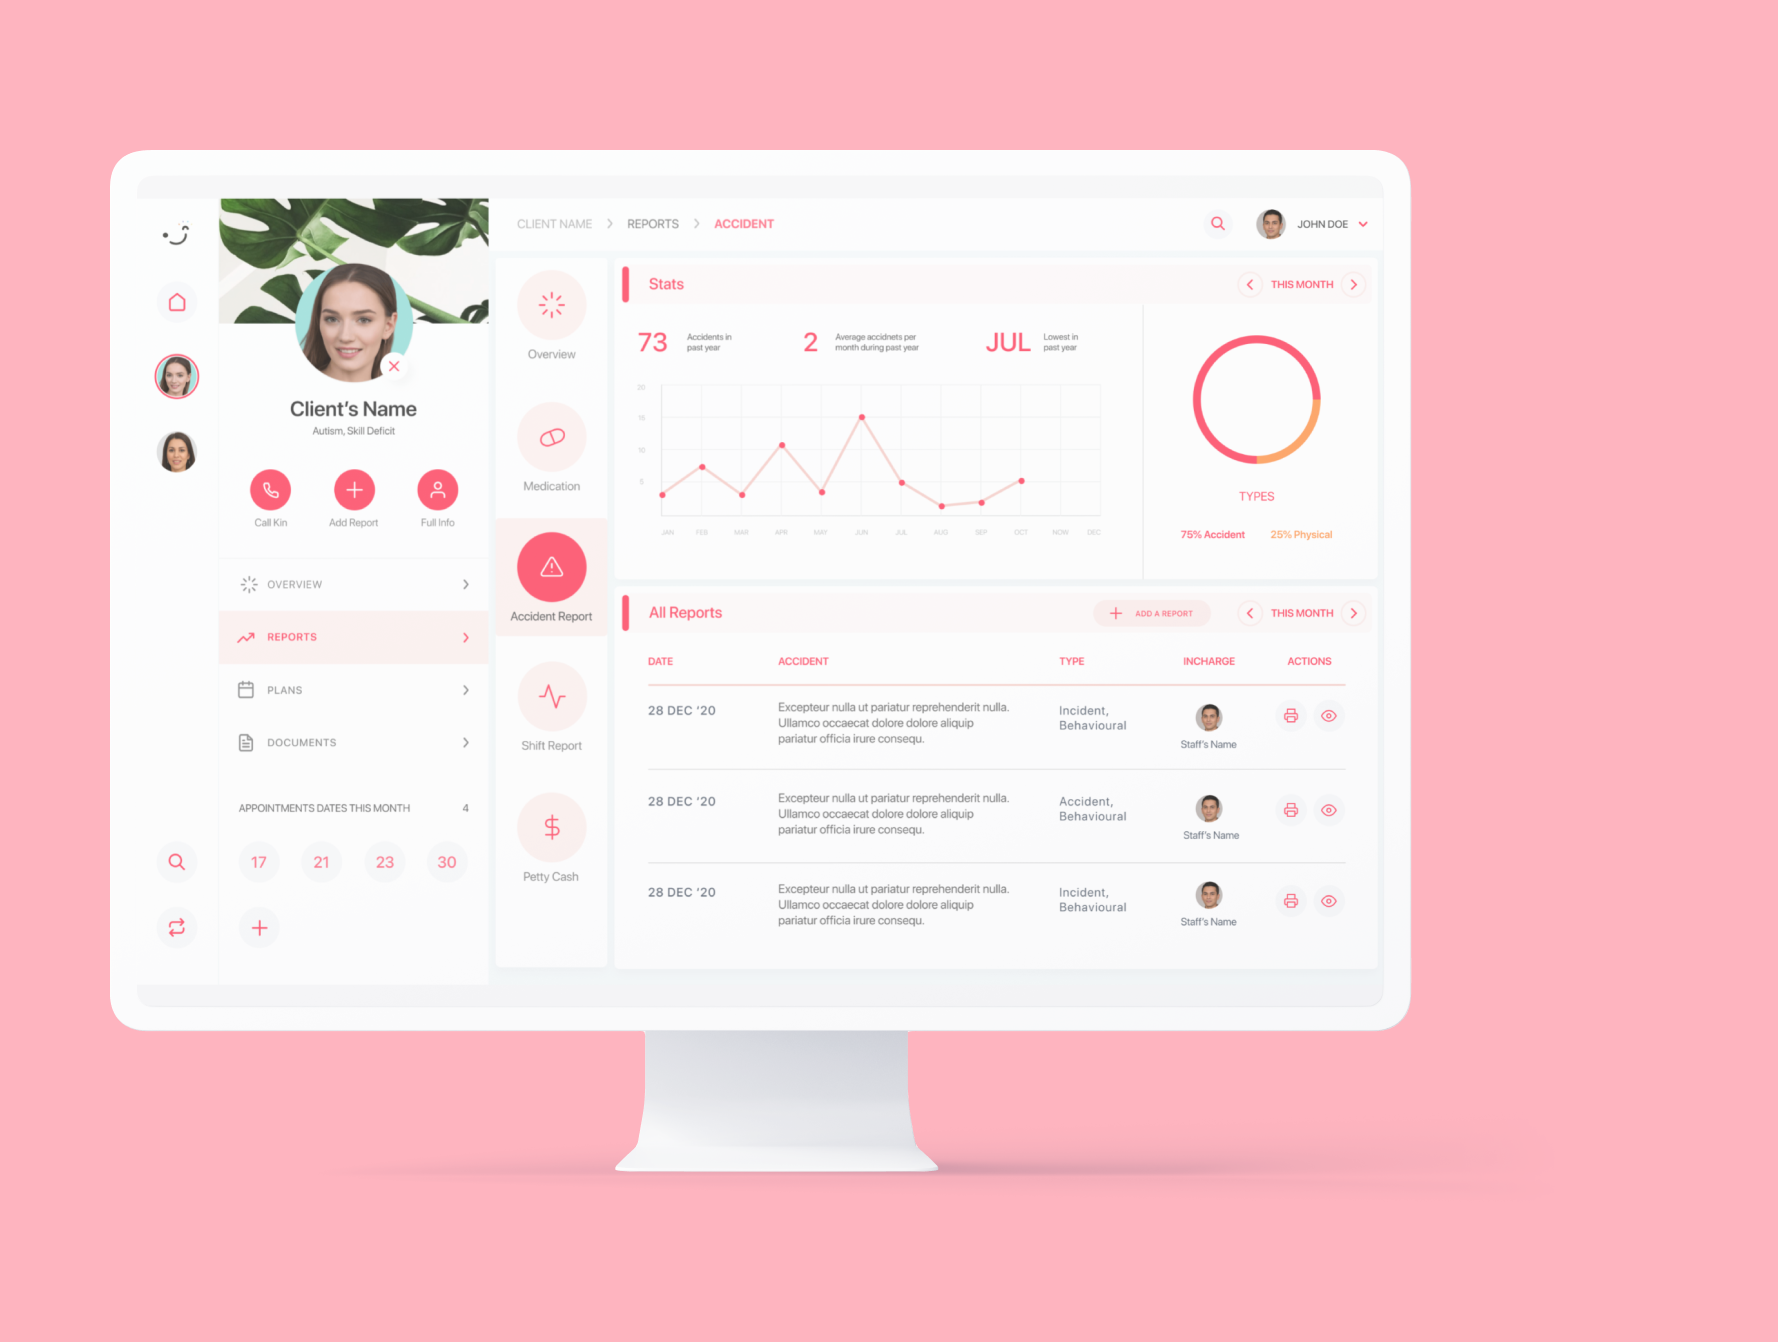 CLIENT NAME > REPORTS > ACCIDENT
JOHN DOE
Client's Name
Autism, Skill Deficit
Call Kin
Add Report
Full Info
OVERVIEW
REPORTS
PLANS
DOCUMENTS
APPOINTMENTS DATES THIS MONTH 4
17 21 23 30
Overview
Medication
Accident Report
Shift Report
Petty Cash
Stats
THIS MONTH
73 Accidents in
past year
2 Average accidnets per
month during past year
JUL Lowest in
past year
20
15
10
5
JAN FEB MAR APR MAY JUN JUL AUG SEP OCT NOW DEC
TYPES
75% Accident 25% Physical
All Reports
ADD A REPORT
THIS MONTH
DATE ACCIDENT TYPE INCHARGE ACTIONS
28 DEC '20
Excepteur nulla ut pariatur reprehenderit nulla.
Ullamco occaecat dolore dolore aliquip
pariatur officia irure consequ.
Incident,
Behavioural
Staff's Name
28 DEC '20
Excepteur nulla ut pariatur reprehenderit nulla.
Ullamco occaecat dolore dolore aliquip
pariatur officia irure consequ.
Accident,
Behavioural
Staff's Name
28 DEC '20
Excepteur nulla ut pariatur reprehenderit nulla.
Ullamco occaecat dolore dolore aliquip
pariatur officia irure consequ.
Incident,
Behavioural
Staff's Name